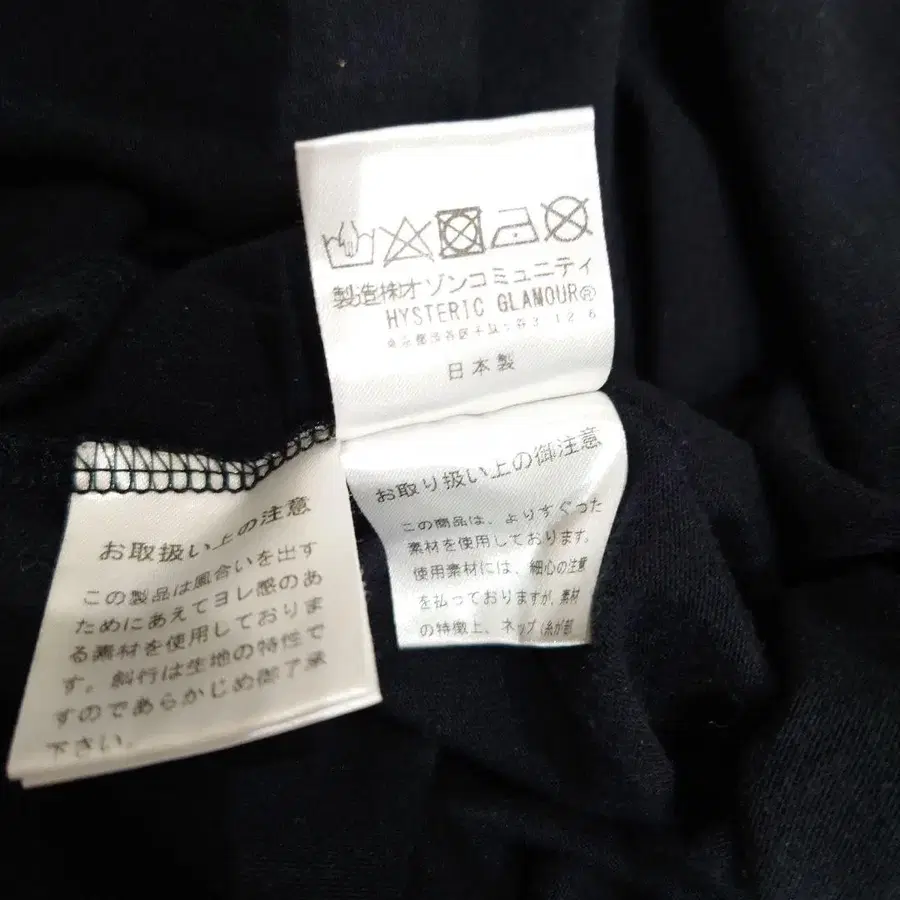 製造㈱オゾンコミュニティ
HYSTERIC GLAMOUR®
日本製
お取り扱い上の御注意
この商品は、よりすぐった
素材を使用しております。
使用素材には、細心の注意
を払っておりますが、素材
の特徴上、ネップ(糸が部
お取扱い上の注意
この製品は風合いを出す
ためにあえてヨレ感のあ
る素材を使用しておりま
す。斜行は生地の特性で
すのであらかじめ御了承
下さい。